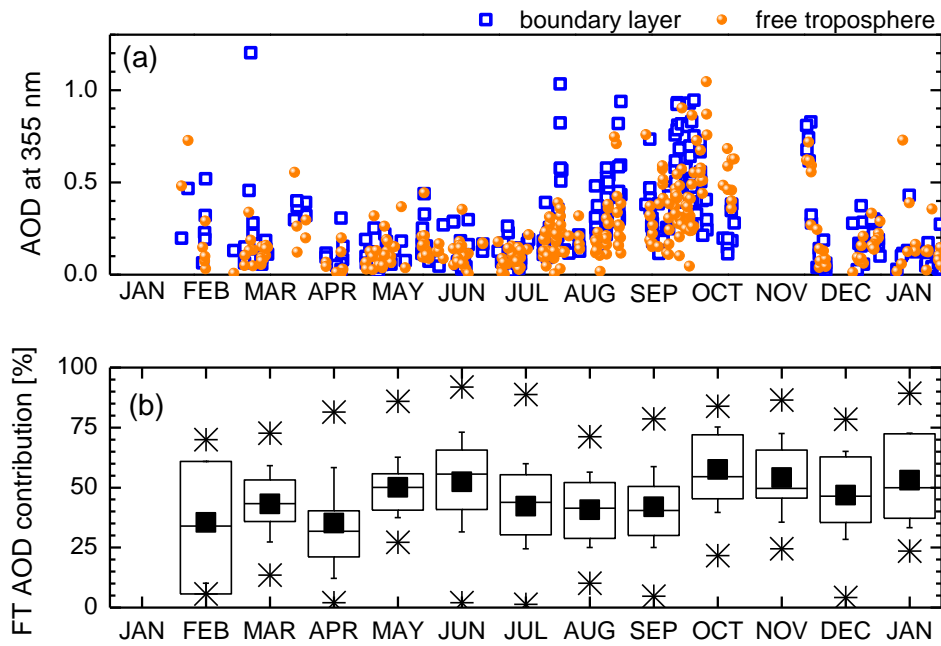 boundary layer free troposphere
(a)
AOD at 355 nm
1.0
0.5
0.0
JAN FEB MAR APR MAY JUN JUL AUG SEP OCT NOV DEC JAN
(b)
FT AOD contribution [%]
100
75
50
25
0
JAN FEB MAR APR MAY JUN JUL AUG SEP OCT NOV DEC JAN